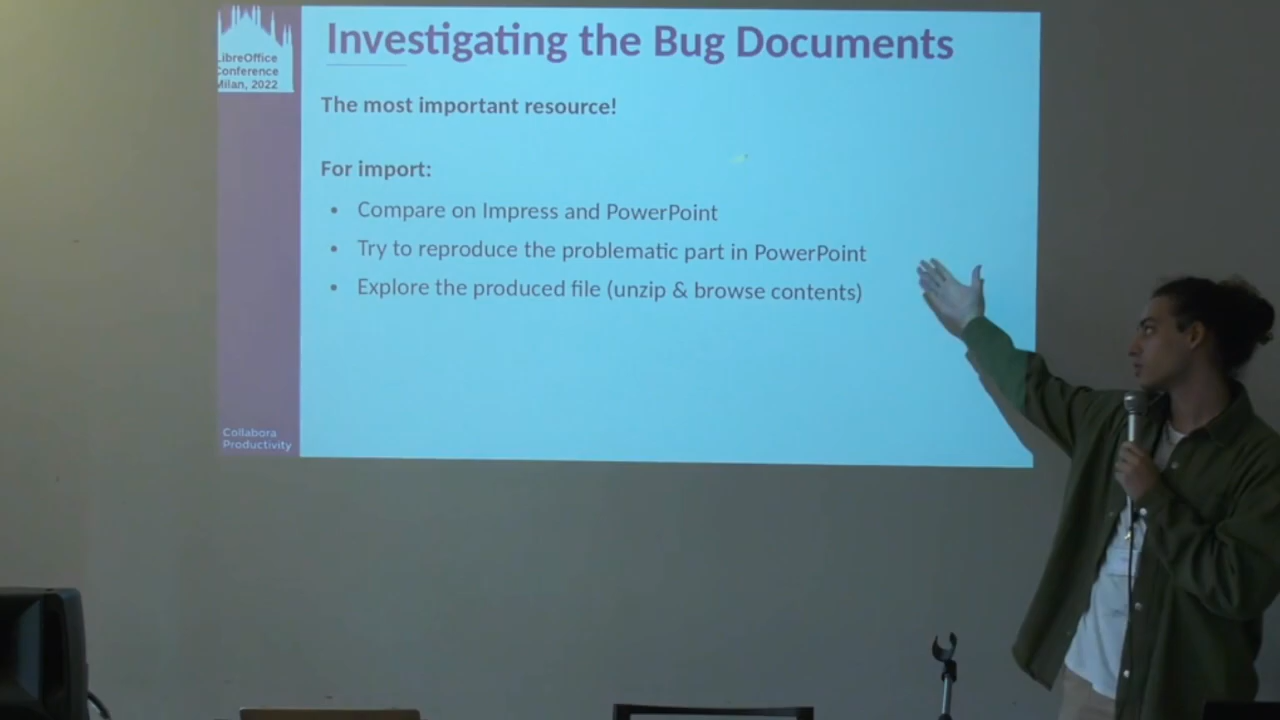 LibreOffice
Conference
Milan, 2022
Investigating the Bug Documents
The most important resource!
For import:
• Compare on Impress and PowerPoint
• Try to reproduce the problematic part in PowerPoint
• Explore the produced file (unzip & browse contents)
Collabora
Productivity